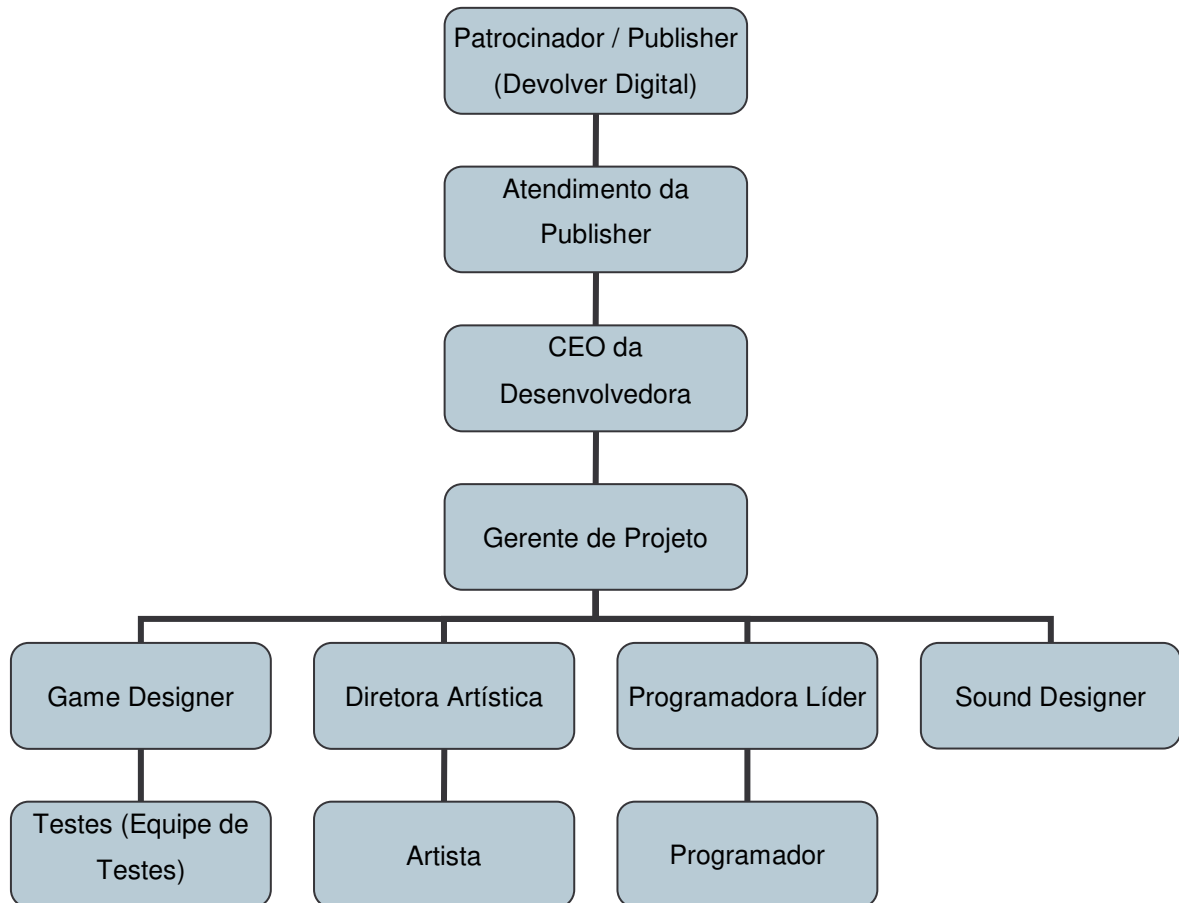 Patrocinador / Publisher
(Devolver Digital)
Atendimento da
Publisher
CEO da
Desenvolvedora
Gerente de Projeto
Game Designer
Diretora Artística
Programadora Líder
Sound Designer
Testes (Equipe de
Testes)
Artista
Programador